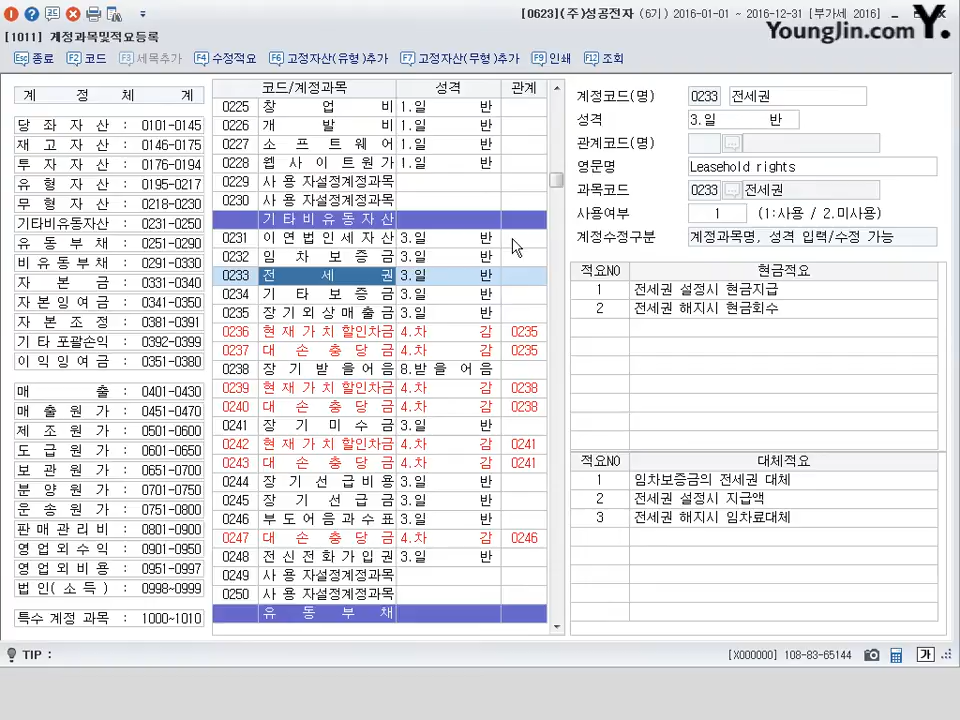 [0623](주)성공전자 (6기) 2016-01-01 ~ 2016-12-31 [부가세 2016]
YoungJin.com Y.
[1011] 계정과목및적요등록
Esc 종료 F2 코드 F3 세목추가 F4 수정적요 F6 고정자산(유형)추가 F7 고정자산(무형)추가 F9 인쇄 F12 조회
계 정 체 계
당 좌 자 산 : 0101-0145
재 고 자 산 : 0146-0175
투 자 자 산 : 0176-0194
유 형 자 산 : 0195-0217
무 형 자 산 : 0218-0230
기타비유동자산 : 0231-0250
유 동 부 채 : 0251-0290
비 유 동 부 채 : 0291-0330
자 본 금 : 0331-0340
자 본 잉 여 금 : 0341-0350
자 본 조 정 : 0381-0391
기 타 포괄손익 : 0392-0399
이 익 잉 여 금 : 0351-0380
매 출 : 0401-0430
매 출 원 가 : 0451-0470
제 조 원 가 : 0501-0600
도 급 원 가 : 0601-0650
보 관 원 가 : 0651-0700
분 양 원 가 : 0701-0750
운 송 원 가 : 0751-0800
판 매 관 리 비 : 0801-0900
영 업 외 수 익 : 0901-0950
영 업 외 비 용 : 0951-0997
법 인( 소 득 ) : 0998~0999
특수 계정 과목 : 1000~1010
코드/계정과목 성격 관계
0225 창 업 비 1.일 반
0226 개 발 비 1.일 반
0227 소 프 트 웨 어 1.일 반
0228 웹 사 이 트 원 가 1.일 반
0229 사 용 자설정계정과목
0230 사 용 자설정계정과목
기 타 비 유 동 자 산
0231 이 연 법 인 세 자 산 3.일 반
0232 임 차 보 증 금 3.일 반
0233 전 세 권 3.일 반
0234 기 타 보 증 금 3.일 반
0235 장 기 외 상 매 출 금 3.일 반
0236 현 재 가 치 할인차금 4.차 감 0235
0237 대 손 충 당 금 4.차 감 0235
0238 장 기 받 을 어 음 8.받 을 어 음
0239 현 재 가 치 할인차금 4.차 감 0238
0240 대 손 충 당 금 4.차 감 0238
0241 장 기 미 수 금 3.일 반
0242 현 재 가 치 할인차금 4.차 감 0241
0243 대 손 충 당 금 4.차 감 0241
0244 장 기 선 급 비 용 3.일 반
0245 장 기 선 급 금 3.일 반
0246 부 도 어 음 과 수 표 3.일 반
0247 대 손 충 당 금 4.차 감 0246
0248 전 신 전 화 가 입 권 3.일 반
0249 사 용 자설정계정과목
0250 사 용 자설정계정과목
유 동 부 채
계정코드(명) 0233 전세권
성격 3.일 반
관계코드(명)
영문명 Leasehold rights
과목코드 0233 전세권
사용여부 1 (1:사용 / 2.미사용)
계정수정구분 계정과목명, 성격 입력/수정 가능
적요NO 현금적요
1 전세권 설정시 현금지급
2 전세권 해지시 현금회수
적요NO 대체적요
1 임차보증금의 전세권 대체
2 전세권 설정시 지급액
3 전세권 해지시 임차료대체
TIP :
[X000000] 108-83-65144 가